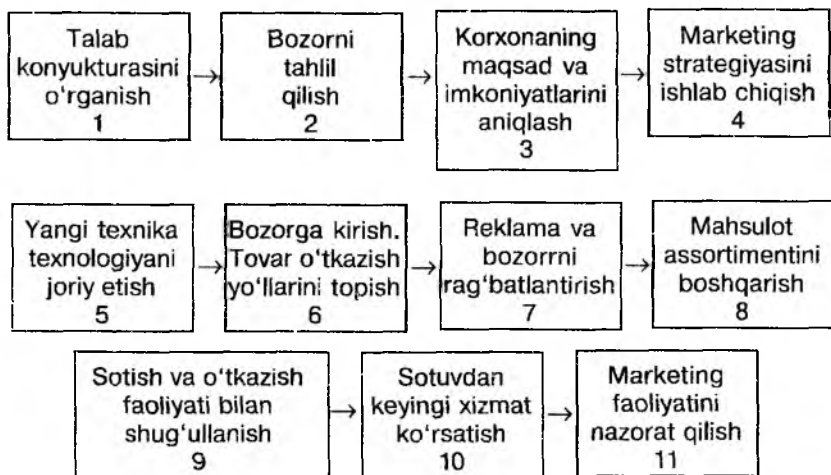 Talab
konyukturasini
o‘rganish
1
→
Bozorni
tahlil
qilish
2
→
Korxonaning
maqsad va
imkoniyatlarini
aniqlash
3
→
Marketing
strategiyasini
ishlab chiqish
4
Yangi texnika
texnologiyani
joriy etish
5
→
Bozorga kirish.
Tovar o‘tkazish
yo‘llarini topish
6
→
Reklama va
bozorrni
rag‘batlantirish
7
→
Mahsulot
assortimentini
boshqarish
8
Sotish va o‘tkazish
faoliyati bilan
shug‘ullanish
9
→
Sotuvdan
keyingi xizmat
ko‘rsatish
10
→
Marketing
faoliyatini
nazorat qilish
11